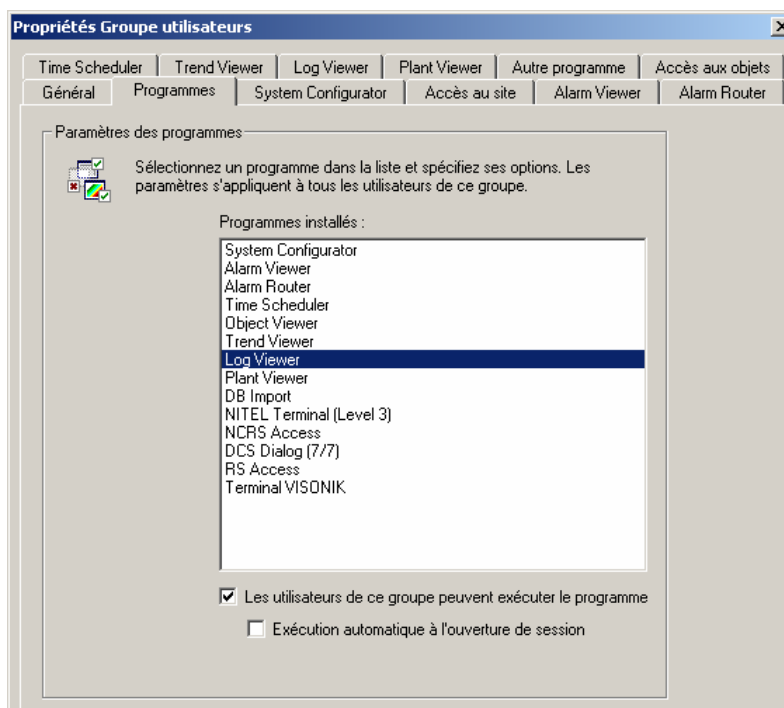 Propriétés Groupe utilisateurs
Time Scheduler Trend Viewer Log Viewer Plant Viewer Autre programme Accès aux objets
Général Programmes System Configurator Accès au site Alarm Viewer Alarm Router
Paramètres des programmes
Sélectionnez un programme dans la liste et spécifiez ses options. Les
paramètres s'appliquent à tous les utilisateurs de ce groupe.
Programmes installés :
System Configurator
Alarm Viewer
Alarm Router
Time Scheduler
Object Viewer
Trend Viewer
Log Viewer
Plant Viewer
DB Import
NITEL Terminal (Level 3)
NCRS Access
DCS Dialog (7/7)
RS Access
Terminal VISONIK
Les utilisateurs de ce groupe peuvent exécuter le programme
Exécution automatique à l'ouverture de session